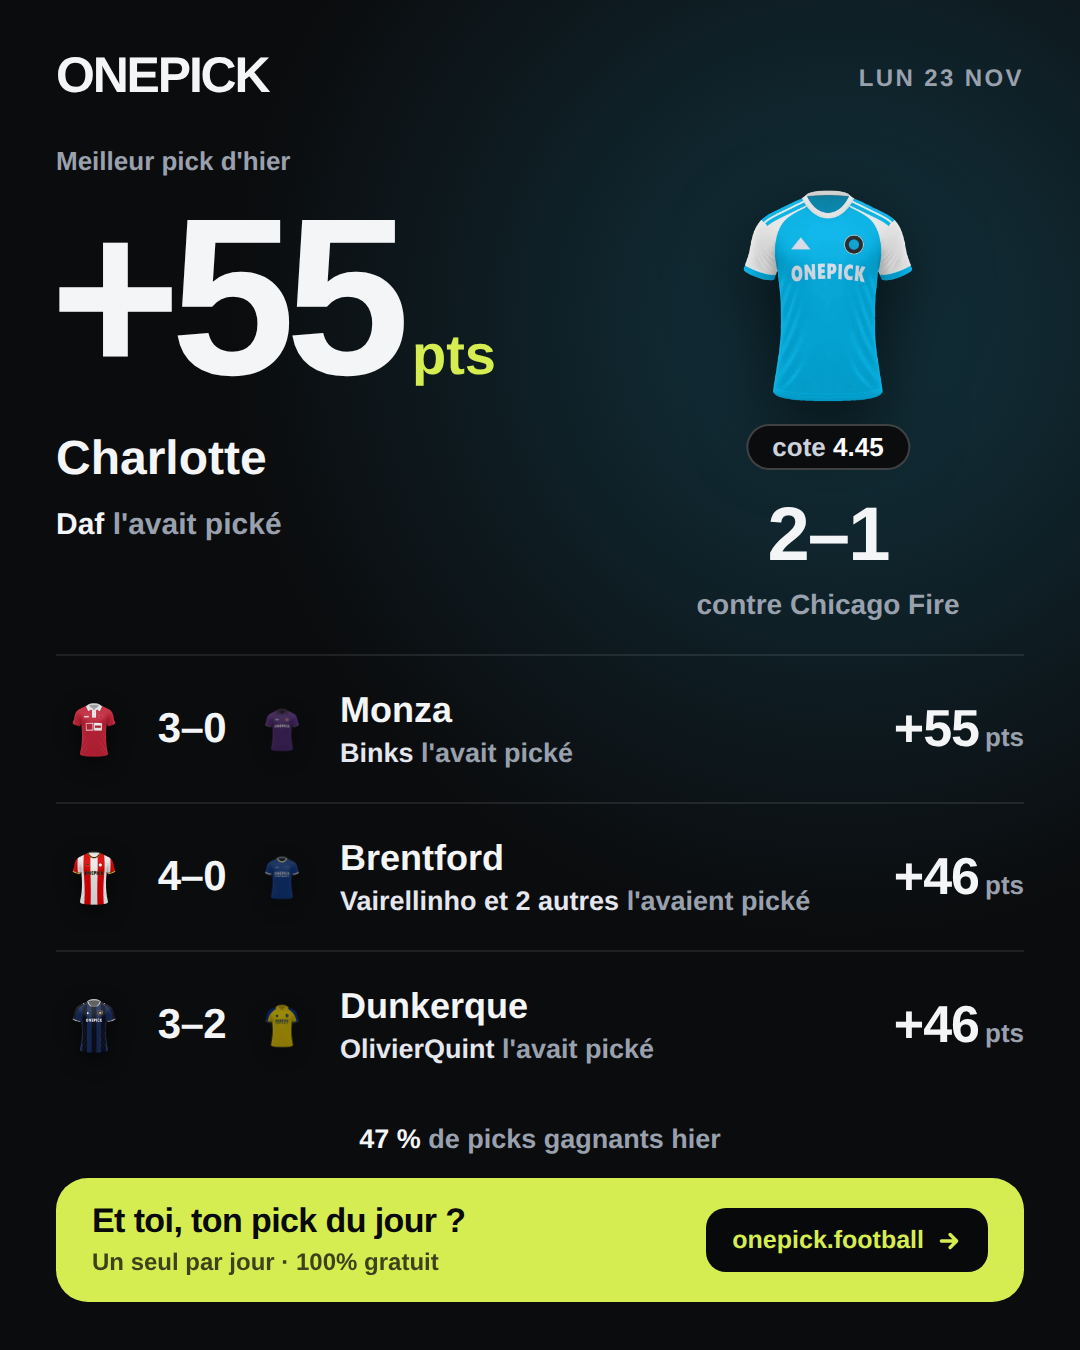 ONEPICK
LUN 23 NOV
Meilleur pick d'hier
+55 pts
ONEPICK
cote 4.45
Charlotte
Daf l'avait pické
2–1
contre Chicago Fire
3–0
Monza
Binks l'avait pické
+55 pts
4–0
Brentford
Vairellinho et 2 autres l'avaient pické
+46 pts
3–2
Dunkerque
OlivierQuint l'avait pické
+46 pts
47 % de picks gagnants hier
Et toi, ton pick du jour ?
Un seul par jour · 100% gratuit
onepick.football →